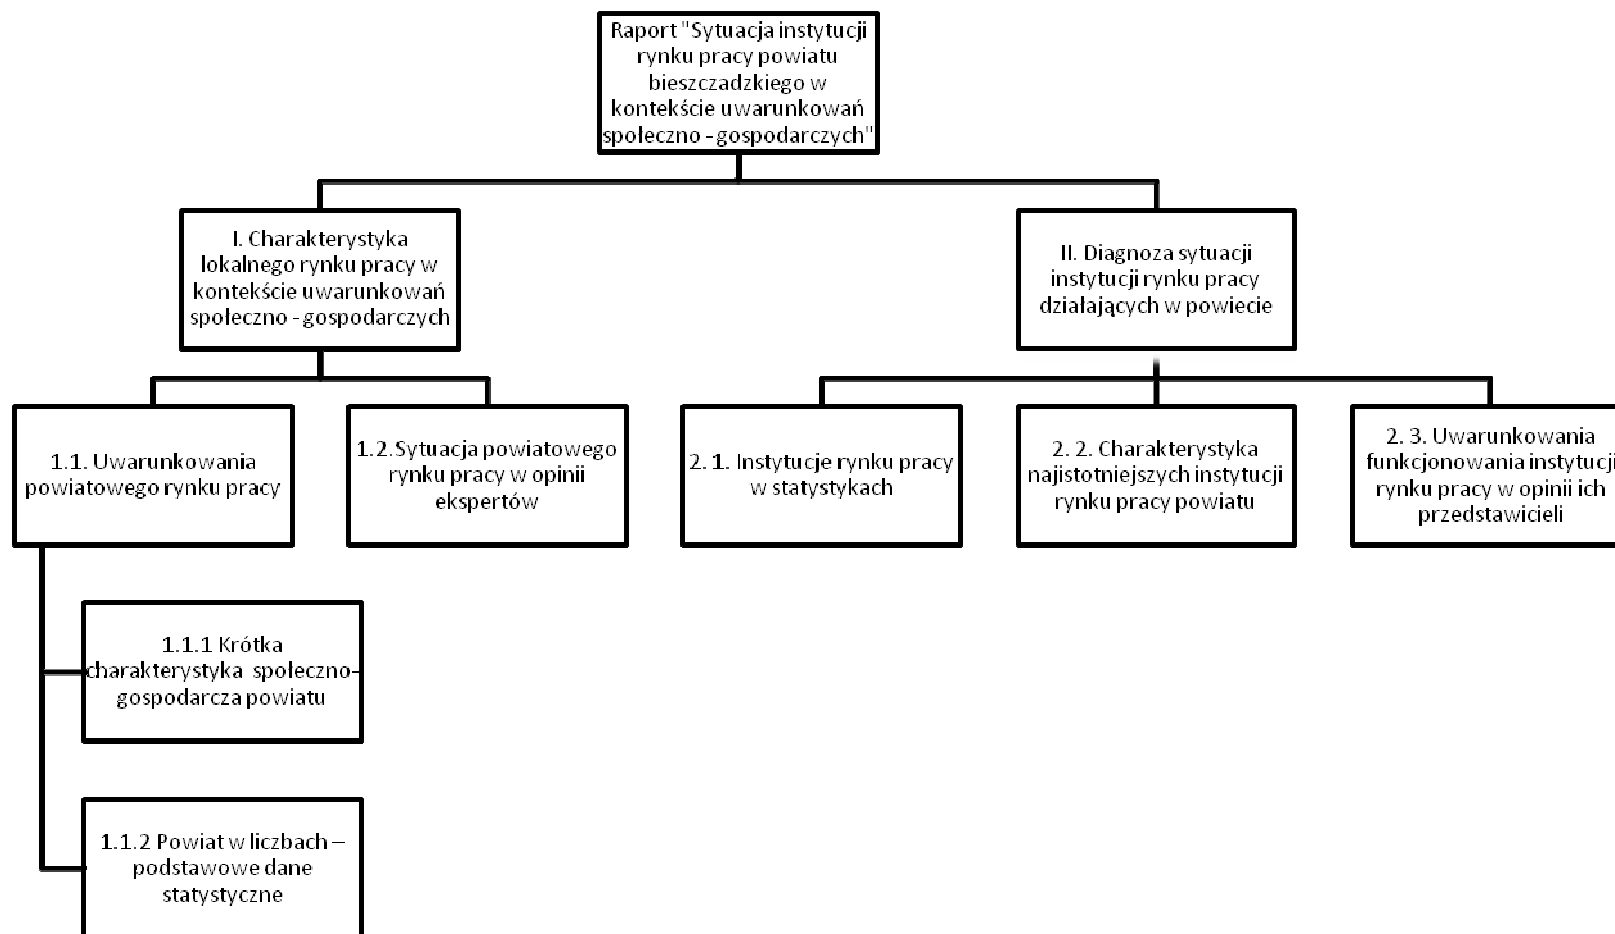 Raport "Sytuacja instytucji
rynku pracy powiatu
bieszczadzkiego w
kontekście uwarunkowań
społeczno -gospodarczych"
I. Charakterystyka
lokalnego rynku pracy w
kontekście uwarunkowań
społeczno -gospodarczych
II. Diagnoza sytuacji
instytucji rynku pracy
działających w powiecie
1.1. Uwarunkowania
powiatowego rynku pracy
1.2.Sytuacja powiatowego
rynku pracy w opinii
ekspertów
2. 1. Instytucje rynku pracy
w statystykach
2. 2. Charakterystyka
najistotniejszych instytucji
rynku pracy powiatu
2. 3. Uwarunkowania
funkcjonowania instytucji
rynku pracy w opinii ich
przedstawicieli
1.1.1 Krótka
charakterystyka społeczno-
gospodarcza powiatu
1.1.2 Powiat w liczbach –
podstawowe dane
statystyczne